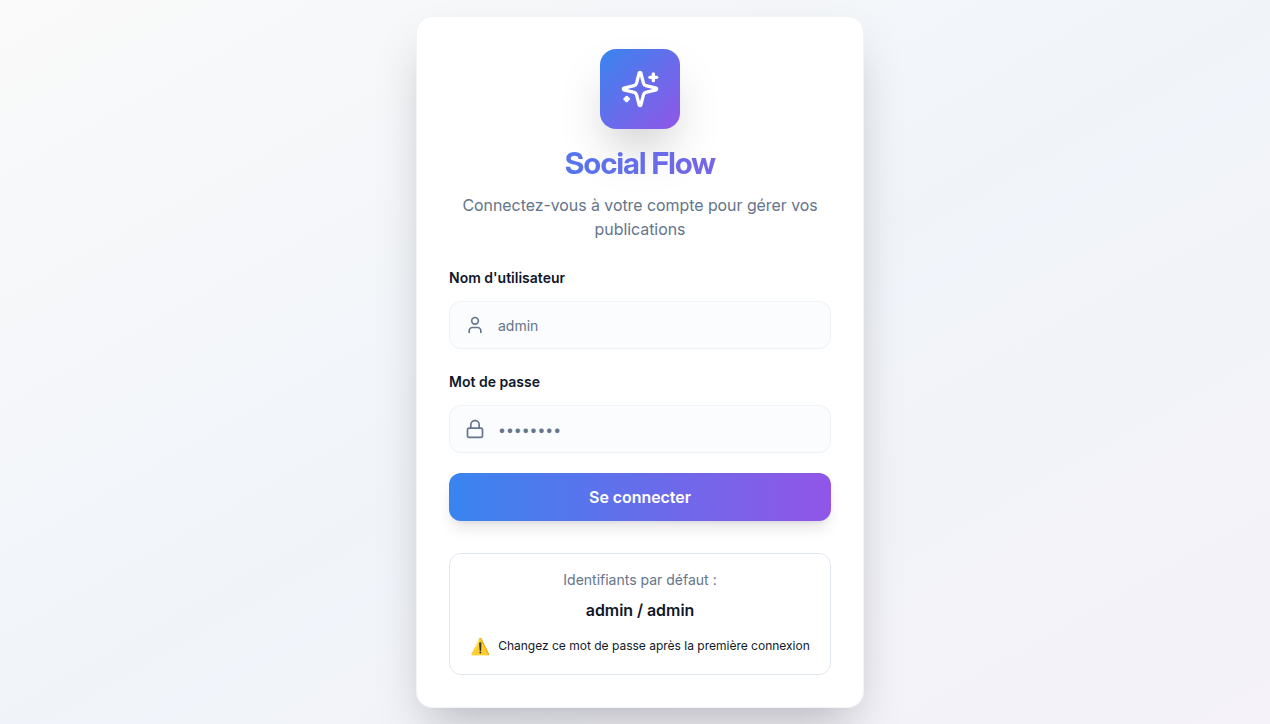 Social Flow
Connectez-vous à votre compte pour gérer vos
publications
Nom d'utilisateur
admin
Mot de passe
••••••••
Se connecter
Identifiants par défaut :
admin / admin
⚠️ Changez ce mot de passe après la première connexion